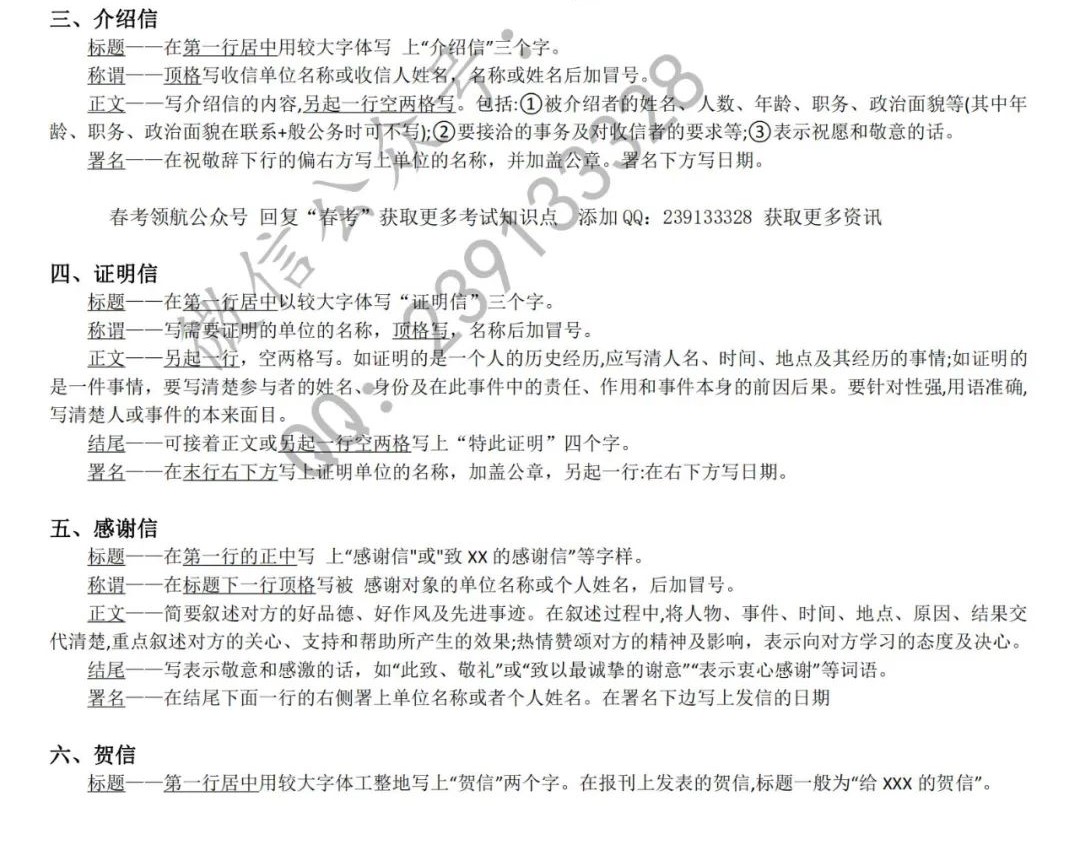 三、介绍信
标题——在第一行居中用较大字体写 上“介绍信”三个字。
称谓——顶格写收信单位名称或收信人姓名，名称或姓名后加冒号。
正文——写介绍信的内容,另起一行空两格写。包括:①被介绍者的姓名、人数、年龄、职务、政治面貌等(其中年
龄、职务、政治面貌在联系+般公务时可不写);②要接洽的事务及对收信者的要求等;③表示祝愿和敬意的话。
署名——在祝敬辞下行的偏右方写上单位的名称，并加盖公章。署名下方写日期。
春考领航公众号 回复“春考”获取更多考试知识点 添加 QQ：239133328 获取更多资讯
四、证明信
标题——在第一行居中以较大字体写“证明信”三个字。
称谓——写需要证明的单位的名称，顶格写，名称后加冒号。
正文——另起一行，空两格写。如证明的是一个人的历史经历,应写清人名、时间、地点及其经历的事情;如证明的
是一件事情，要写清楚参与者的姓名、身份及在此事件中的责任、作用和事件本身的前因后果。要针对性强,用语准确,
写清楚人或事件的本来面目。
结尾——可接着正文或另起一行空两格写上“特此证明”四个字。
署名——在末行右下方写上证明单位的名称，加盖公章，另起一行:在右下方写日期。
五、感谢信
标题——在第一行的正中写 上“感谢信"或"致 XX 的感谢信”等字样。
称谓——在标题下一行顶格写被 感谢对象的单位名称或个人姓名，后加冒号。
正文——简要叙述对方的好品德、好作风及先进事迹。在叙述过程中,将人物、事件、时间、地点、原因、结果交
代清楚,重点叙述对方的关心、支持和帮助所产生的效果;热情赞颂对方的精神及影响，表示向对方学习的态度及决心。
结尾——写表示敬意和感激的话，如“此致、敬礼”或“致以最诚挚的谢意”“表示衷心感谢”等词语。
署名——在结尾下面一行的右侧署上单位名称或者个人姓名。在署名下边写上发信的日期
六、贺信
标题——第一行居中用较大字体工整地写上“贺信”两个字。在报刊上发表的贺信,标题一般为“给 XXX 的贺信”。
微信公众号：
QQ：239133328